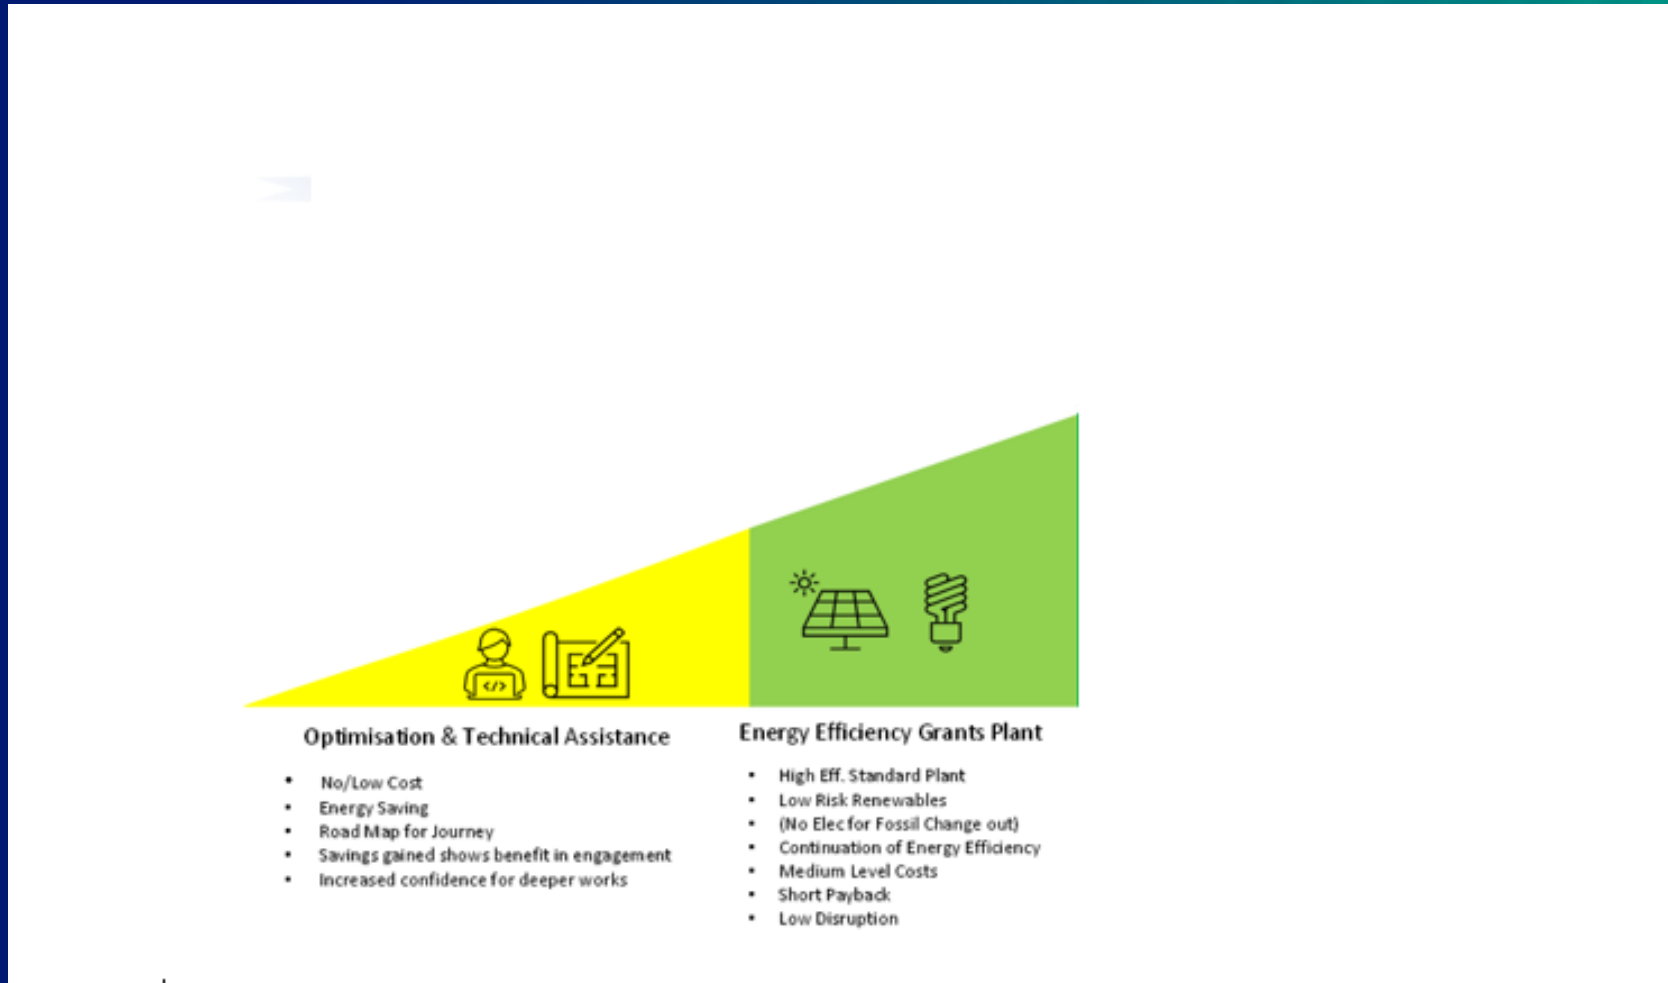 </>
Optimisation & Technical Assistance
• No/Low Cost
• Energy Saving
• Road Map for Journey
• Savings gained shows benefit in engagement
• Increased confidence for deeper works
Energy Efficiency Grants Plant
• High Eff. Standard Plant
• Low Risk Renewables
• (No Elec for Fossil Change out)
• Continuation of Energy Efficiency
• Medium Level Costs
• Short Payback
• Low Disruption